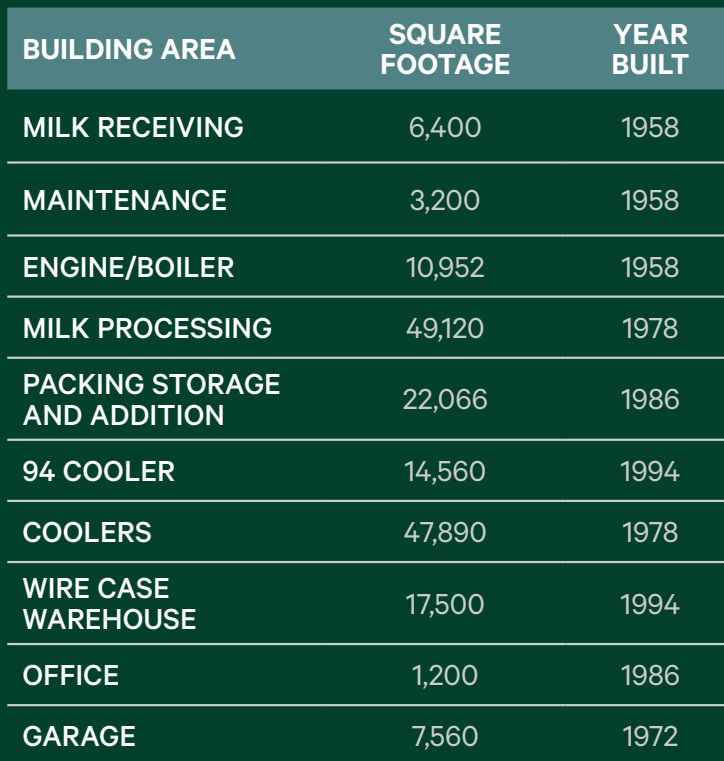 BUILDING AREA SQUARE FOOTAGE YEAR BUILT
MILK RECEIVING 6,400 1958
MAINTENANCE 3,200 1958
ENGINE/BOILER 10,952 1958
MILK PROCESSING 49,120 1978
PACKING STORAGE
AND ADDITION 22,066 1986
94 COOLER 14,560 1994
COOLERS 47,890 1978
WIRE CASE
WAREHOUSE 17,500 1994
OFFICE 1,200 1986
GARAGE 7,560 1972